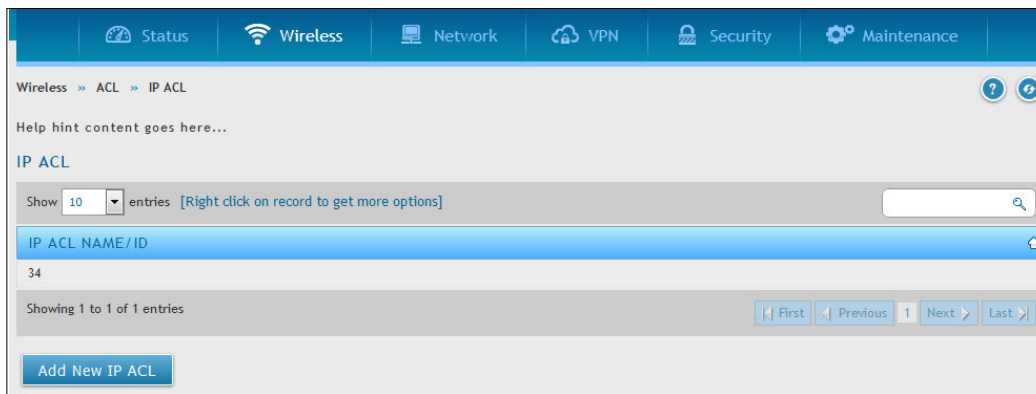 Status Wireless Network VPN Security Maintenance
Wireless » ACL » IP ACL
Help hint content goes here...
IP ACL
Show 10 entries [Right click on record to get more options]
IP ACL NAME/ID
34
Showing 1 to 1 of 1 entries First Previous 1 Next Last
Add New IP ACL